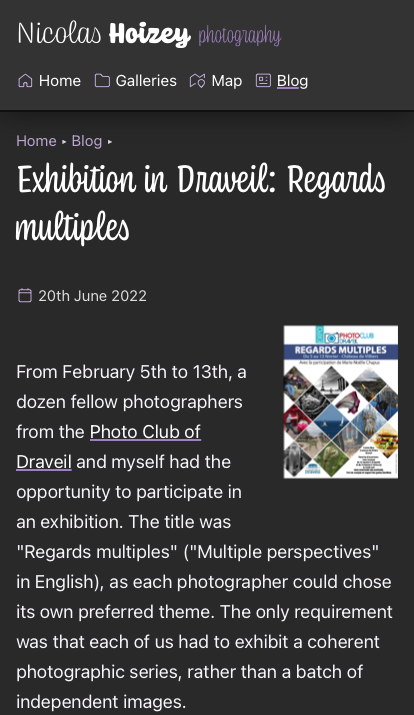 Nicolas Hoizey photography
Home Galleries Map Blog
Home ▸ Blog ▸
Exhibition in Draveil: Regards
multiples
20th June 2022
PHOTOCLUB
REGARDS MULTIPLES
From February 5th to 13th, a
dozen fellow photographers
from the Photo Club of
Draveil and myself had the
opportunity to participate in
an exhibition. The title was
"Regards multiples" ("Multiple perspectives"
in English), as each photographer could chose
its own preferred theme. The only requirement
was that each of us had to exhibit a coherent
photographic series, rather than a batch of
independent images.